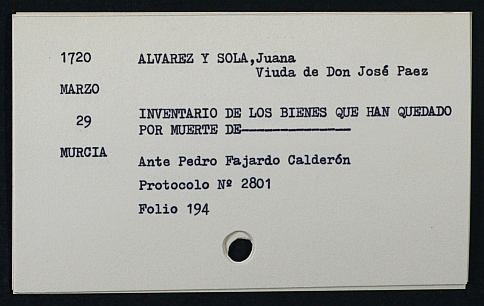 1720 ALVAREZ Y SOLA,Juana
Viuda de Don José Paez
MARZO
29 INVENTARIO DE LOS BIENES QUE HAN QUEDADO
POR MUERTE DE——————————
MURCIA
Ante Pedro Fajardo Calderón
Protocolo Nº 2801
Folio 194